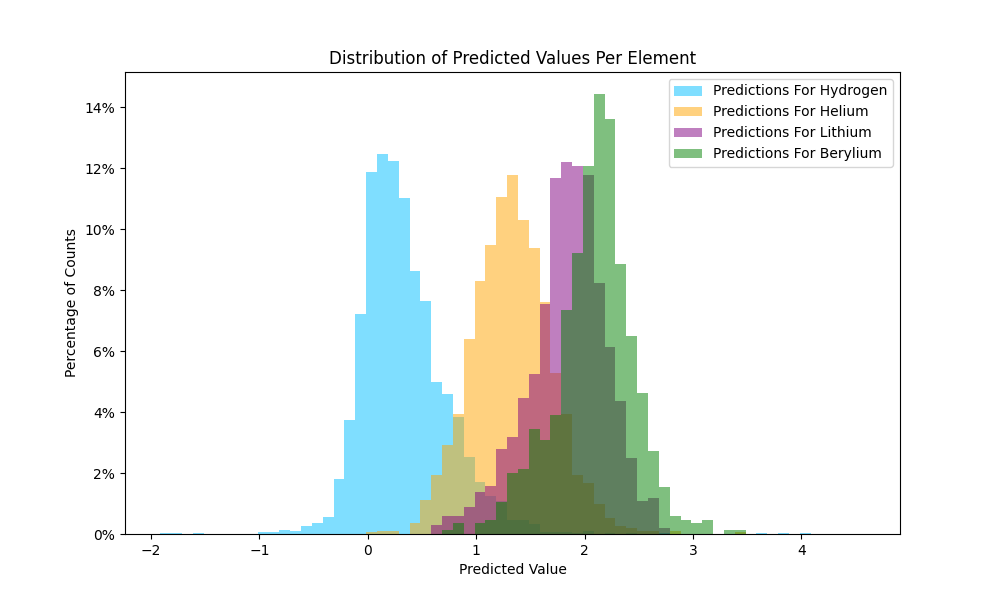 Distribution of Predicted Values Per Element
Predictions For Hydrogen
Predictions For Helium
Predictions For Lithium
Predictions For Berylium
14%
12%
10%
8%
6%
4%
2%
0%
Percentage of Counts
−2
−1
0
1
2
3
4
Predicted Value